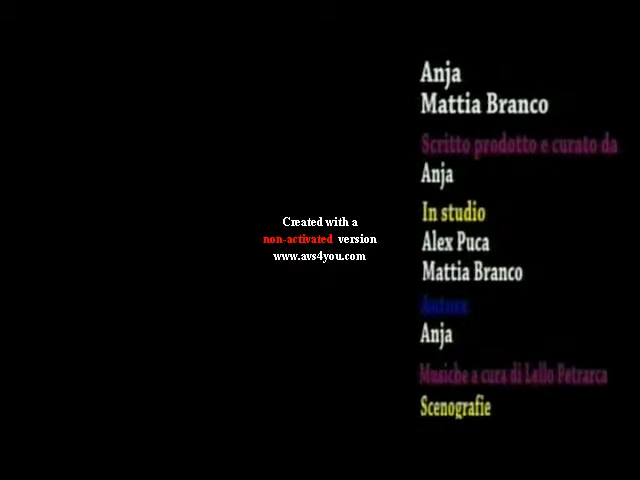 Anja
Mattia Branco
Scritto prodotto e curato da
Anja
In studio
Alex Puca
Mattia Branco
Autore
Anja
Musiche a cura di Lello Petrarca
Scenografie
Created with a
non-activated version
www.avs4you.com